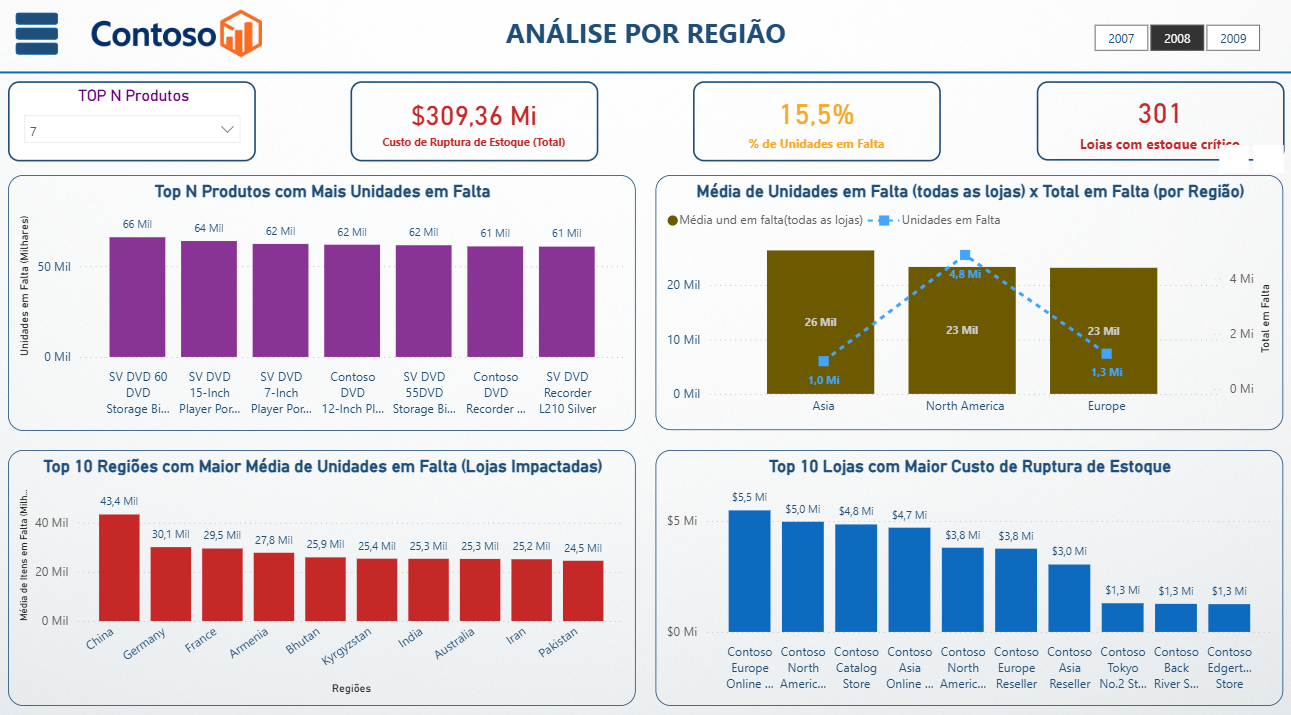 Contoso
ANÁLISE POR REGIÃO
2007 2008 2009
TOP N Produtos
7
$309,36 Mi
Custo de Ruptura de Estoque (Total)
15,5%
% de Unidades em Falta
301
Lojas com estoque crítico
Top N Produtos com Mais Unidades em Falta
Unidades em Falta (Milhares)
66 Mil 64 Mil 62 Mil 62 Mil 62 Mil 61 Mil 61 Mil
50 Mil
0 Mil
SV DVD 60 SV DVD SV DVD Contoso SV DVD Contoso SV DVD
DVD 15-Inch 7-Inch DVD 55DVD DVD Recorder
Storage Bi... Player Por... Player Por... 12-Inch Pl... Storage Bi... Recorder ... L210 Silver
Média de Unidades em Falta (todas as lojas) x Total em Falta (por Região)
Média und em falta(todas as lojas) Unidades em Falta
20 Mil
10 Mil
0 Mil
26 Mil 23 Mil 23 Mil
1,0 Mi 4,8 Mi 1,3 Mi
4 Mi
2 Mi
0 Mi
Total em Falta
Asia North America Europe
Top 10 Regiões com Maior Média de Unidades em Falta (Lojas Impactadas)
Média de Itens em Falta (Milh...
43,4 Mil 30,1 Mil 29,5 Mil 27,8 Mil 25,9 Mil 25,4 Mil 25,3 Mil 25,3 Mil 25,2 Mil 24,5 Mil
40 Mil
20 Mil
0 Mil
China Germany France Armenia Bhutan Kyrgyzstan India Australia Iran Pakistan
Regiões
Top 10 Lojas com Maior Custo de Ruptura de Estoque
$5,5 Mi $5,0 Mi $4,8 Mi $4,7 Mi $3,8 Mi $3,8 Mi $3,0 Mi $1,3 Mi $1,3 Mi $1,3 Mi
$5 Mi
$0 Mi
Contoso Contoso Contoso Contoso Contoso Contoso Contoso Contoso Contoso Contoso
Europe North Catalog Asia North Europe Asia Tokyo Back Edgert...
Online ... Americ... Store Online ... Americ... Reseller Reseller No.2 St... River S... Store